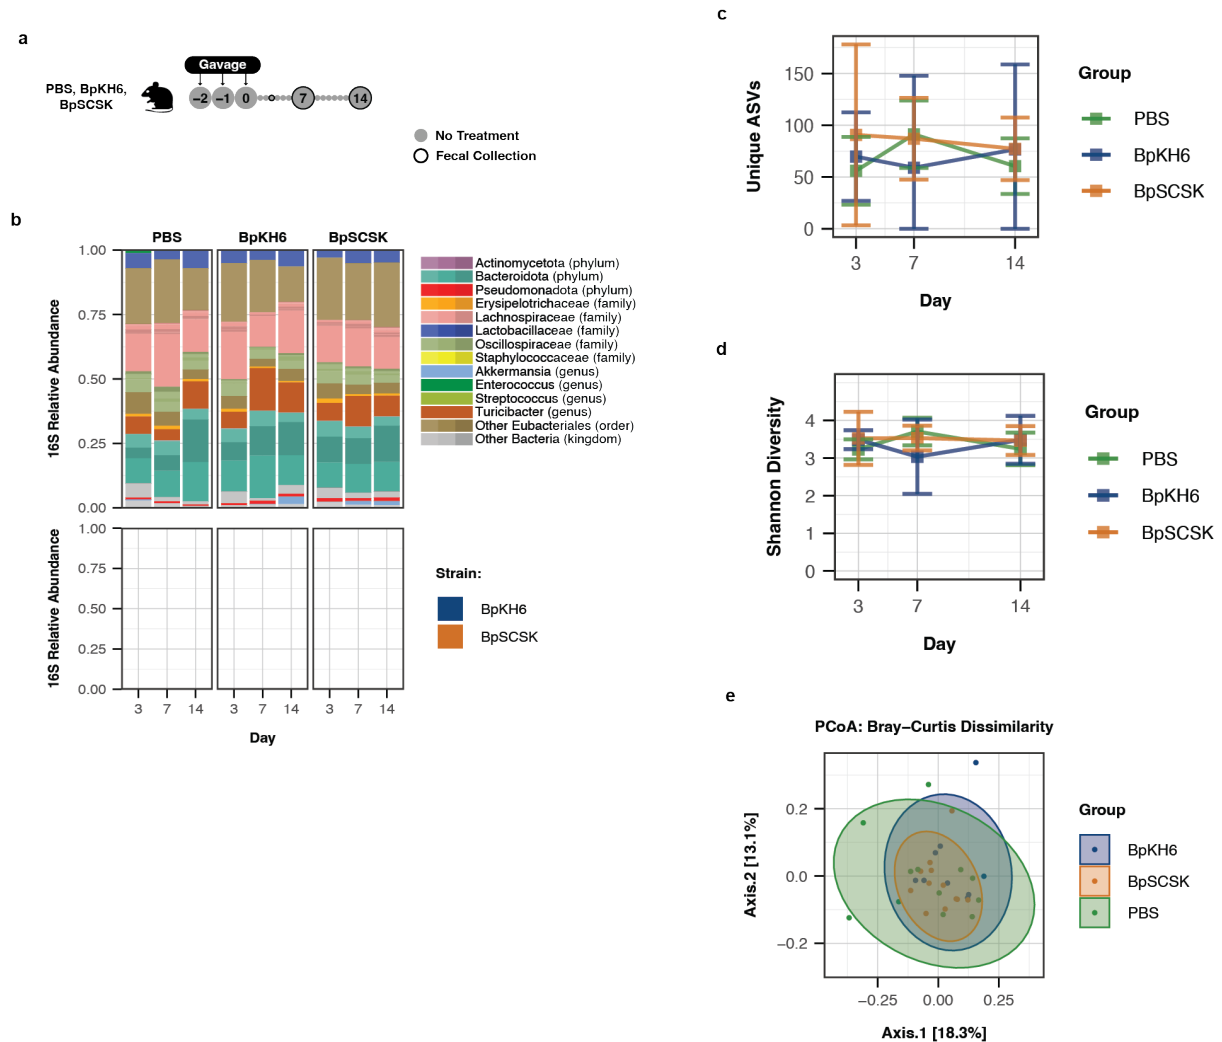 a
Gavage
PBS, BpKH6,
BpSCSK
−2
−1
0
7
14
No Treatment
Fecal Collection
b
PBS
BpKH6
BpSCSK
16S Relative Abundance
1.00
0.75
0.50
0.25
0.00
Actinomycetota (phylum)
Bacteroidota (phylum)
Pseudomonadota (phylum)
Erysipelotrichaceae (family)
Lachnospiraceae (family)
Lactobacillaceae (family)
Oscillospiraceae (family)
Staphylococcaceae (family)
Akkermansia (genus)
Enterococcus (genus)
Streptococcus (genus)
Turicibacter (genus)
Other Eubacteriales (order)
Other Bacteria (kingdom)
16S Relative Abundance
1.00
0.75
0.50
0.25
0.00
3 7 14
3 7 14
3 7 14
Day
Strain:
BpKH6
BpSCSK
c
Unique ASVs
150
100
50
0
3 7 14
Day
Group
PBS
BpKH6
BpSCSK
d
Shannon Diversity
4
3
2
1
0
3 7 14
Day
Group
PBS
BpKH6
BpSCSK
e
PCoA: Bray−Curtis Dissimilarity
Axis.2 [13.1%]
0.2
0.0
−0.2
−0.25 0.00 0.25
Axis.1 [18.3%]
Group
BpKH6
BpSCSK
PBS